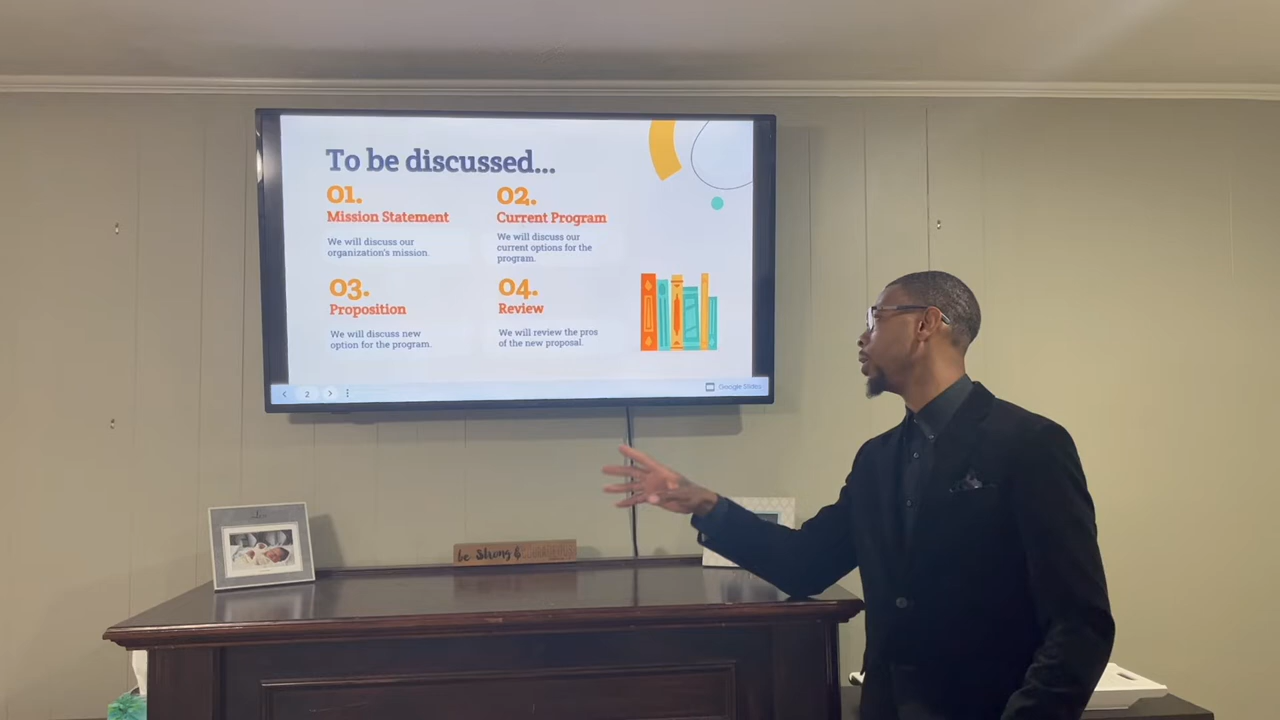 To be discussed...
01.
Mission Statement
We will discuss our
organization's mission.
02.
Current Program
We will discuss our
current options for the
program.
03.
Proposition
We will discuss new
option for the program.
04.
Review
We will review the pros
of the new proposal.
2
Google Slides
be Strong &